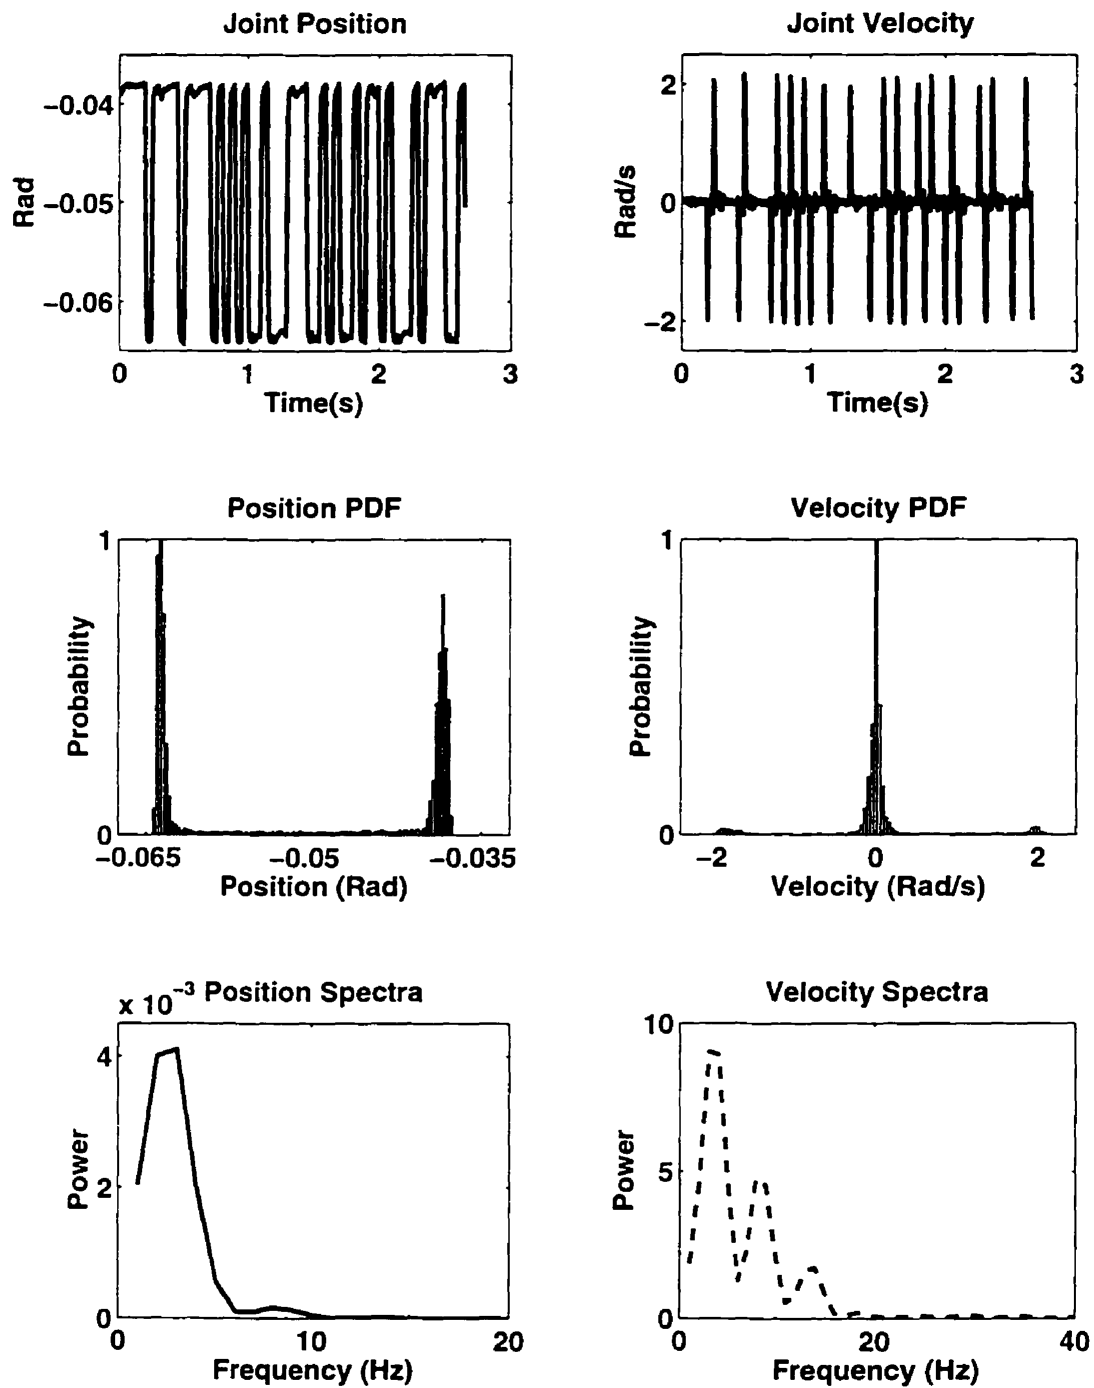 Joint Position
Rad
−0.04
−0.05
−0.06
0 1 2 3
Time(s)
Joint Velocity
Rad/s
2
0
−2
0 1 2 3
Time(s)
Position PDF
Probability
1
0
−0.065 −0.05 −0.035
Position (Rad)
Velocity PDF
Probability
1
0
−2 0 2
Velocity (Rad/s)
x 10−3 Position Spectra
Power
4
2
0
0 10 20
Frequency (Hz)
Velocity Spectra
Power
10
5
0
0 20 40
Frequency (Hz)